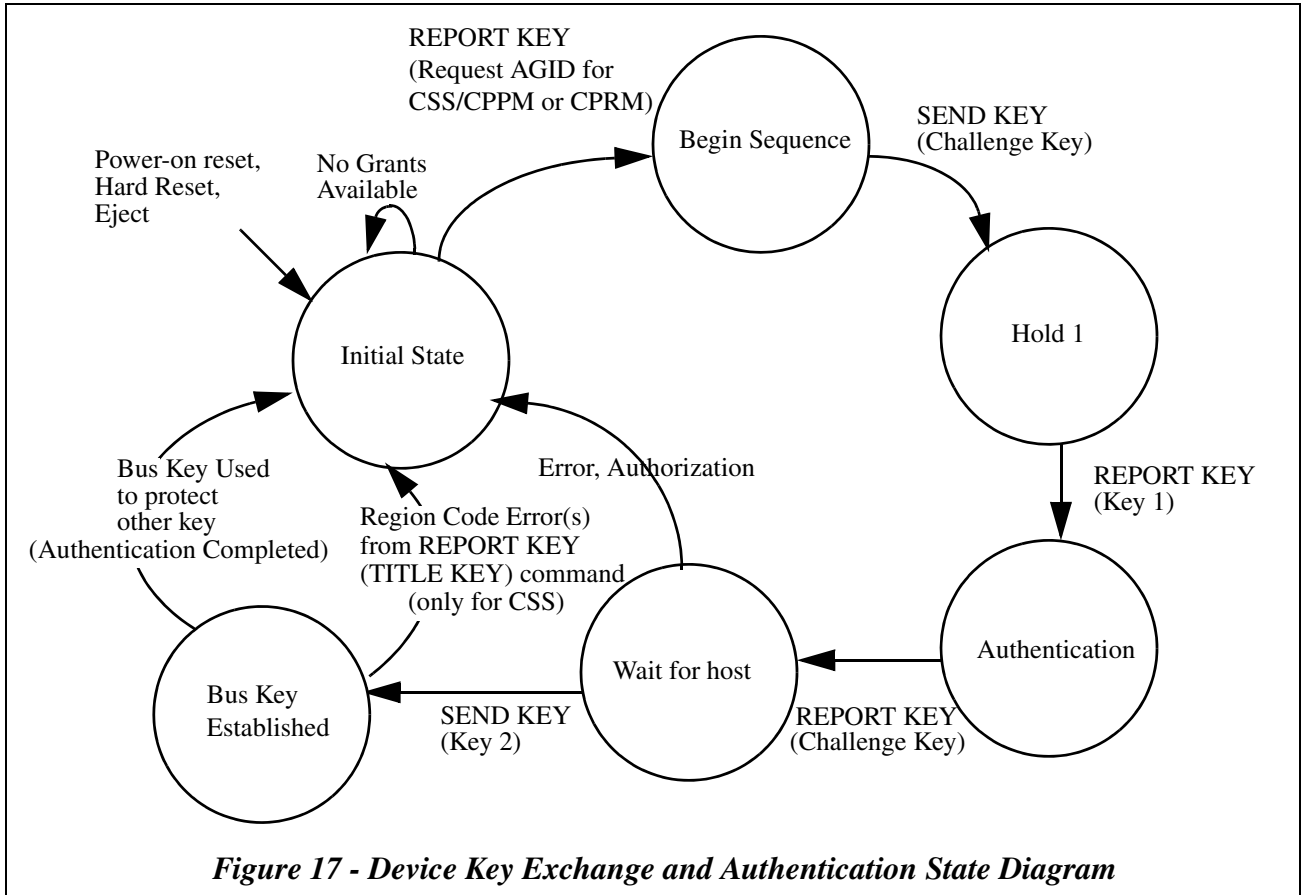 REPORT KEY
(Request AGID for
CSS/CPPM or CPRM)
Begin Sequence
SEND KEY
(Challenge Key)
Power-on reset,
Hard Reset,
Eject
No Grants
Available
Hold 1
Initial State
REPORT KEY
(Key 1)
Error, Authorization
Bus Key Used
to protect
other key
(Authentication Completed)
Region Code Error(s)
from REPORT KEY
(TITLE KEY) command
(only for CSS)
Authentication
Wait for host
REPORT KEY
(Challenge Key)
Bus Key
Established
SEND KEY
(Key 2)
Figure 17 - Device Key Exchange and Authentication State Diagram